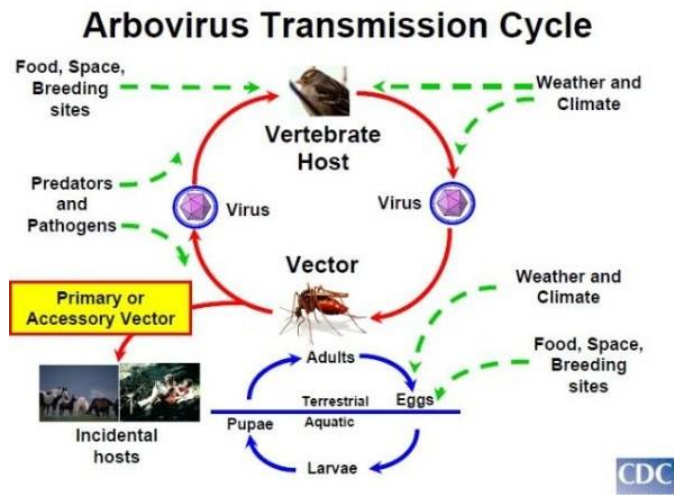 Arbovirus Transmission Cycle
Food, Space,
Breeding
sites
Weather and
Climate
Vertebrate
Host
Predators
and
Pathogens
Virus
Virus
Vector
Primary or
Accessory Vector
Weather and
Climate
Adults
Food, Space,
Breeding
sites
Terrestrial
Eggs
Pupae
Aquatic
Incidental
hosts
Larvae
CDC